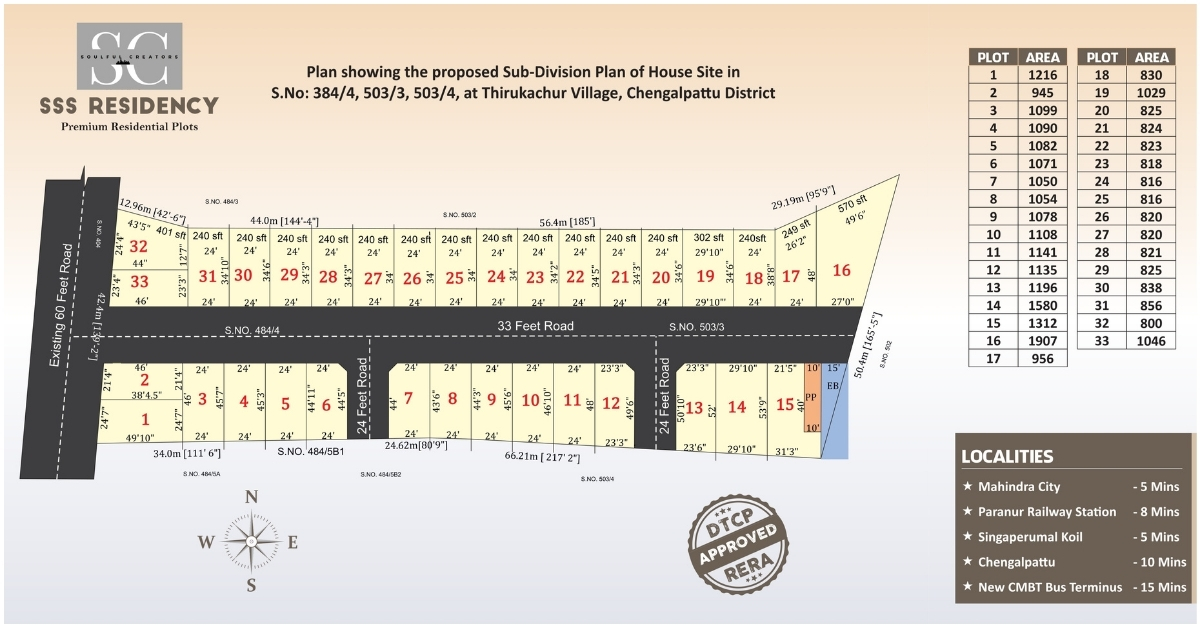 SC
SOULFUL CREATORS
SSS RESIDENCY
Premium Residential Plots
Plan showing the proposed Sub-Division Plan of House Site in
S.No: 384/4, 503/3, 503/4, at Thirukachur Village, Chengalpattu District
PLOT AREA
1 1216
2 945
3 1099
4 1090
5 1082
6 1071
7 1050
8 1054
9 1078
10 1108
11 1141
12 1135
13 1196
14 1580
15 1312
16 1907
17 956
PLOT AREA
18 830
19 1029
20 825
21 824
22 823
23 818
24 816
25 816
26 820
27 820
28 821
29 825
30 838
31 856
32 800
33 1046
12.96m [42'-6"]
S.NO. 484/3
44.0m [144'-4"]
S.NO. 503/2
56.4m [185']
29.19m [95'9"]
S.NO. 484
43'5" 401 sft
240 sft 240 sft 240 sft 240 sft 240 sft 240 sft 240 sft 240 sft 240 sft 240 sft 240 sft 240 sft 302 sft 240sft 249 sft 570 sft
24' 24' 24' 24' 24' 24' 24' 24' 24' 24' 24' 24' 29'10" 24' 26'2" 49'6"
24'4" 32 12'7"
44"
23'4" 33 23'3"
31 34'10" 30 34'6" 29 34'3" 28 34'3" 27 34' 26 34' 25 34' 24 34' 23 34'2" 22 34'5" 21 34'3" 20 34'6" 19 34'6" 18 38'8" 17 48' 16
46' 24' 24' 24' 24' 24' 24' 24' 24' 24' 24' 24' 24' 29'10" 24' 24' 27'0"
Existing 60 Feet Road
42.4m [139'-2"]
S.NO. 484/4
33 Feet Road
S.NO. 503/3
50.4m [165'-5"]
S.NO. 502
46' 24' 24' 24' 24' 24' 24' 24' 24' 24' 23'3" 23'3" 29'10" 21'5" 10' 15'
21'4" 2 21'4"
38'4.5"
24'7" 1 24'7"
46' 3 45'7" 4 45'3" 5 44'11" 6 44'5"
24 Feet Road
44' 7 43'6" 8 44'3" 9 45'6" 10 46'10" 11 48' 12 49'6"
24 Feet Road
50'10" 13 52' 14 53'9" 15 40' PP EB
49'10" 24' 24' 24' 24' 24' 24' 24' 24' 24' 23'3" 23'6" 29'10" 31'3" 10'
34.0m [111' 6"]
S.NO. 484/5B1
24.62m[80'9"]
66.21m [ 217' 2"]
S.NO. 484/5A
S.NO. 484/5B2
S.NO. 503/4
N
W E
S
DTCP
APPROVED
RERA
LOCALITIES
★ Mahindra City - 5 Mins
★ Paranur Railway Station - 8 Mins
★ Singaperumal Koil - 5 Mins
★ Chengalpattu - 10 Mins
★ New CMBT Bus Terminus - 15 Mins